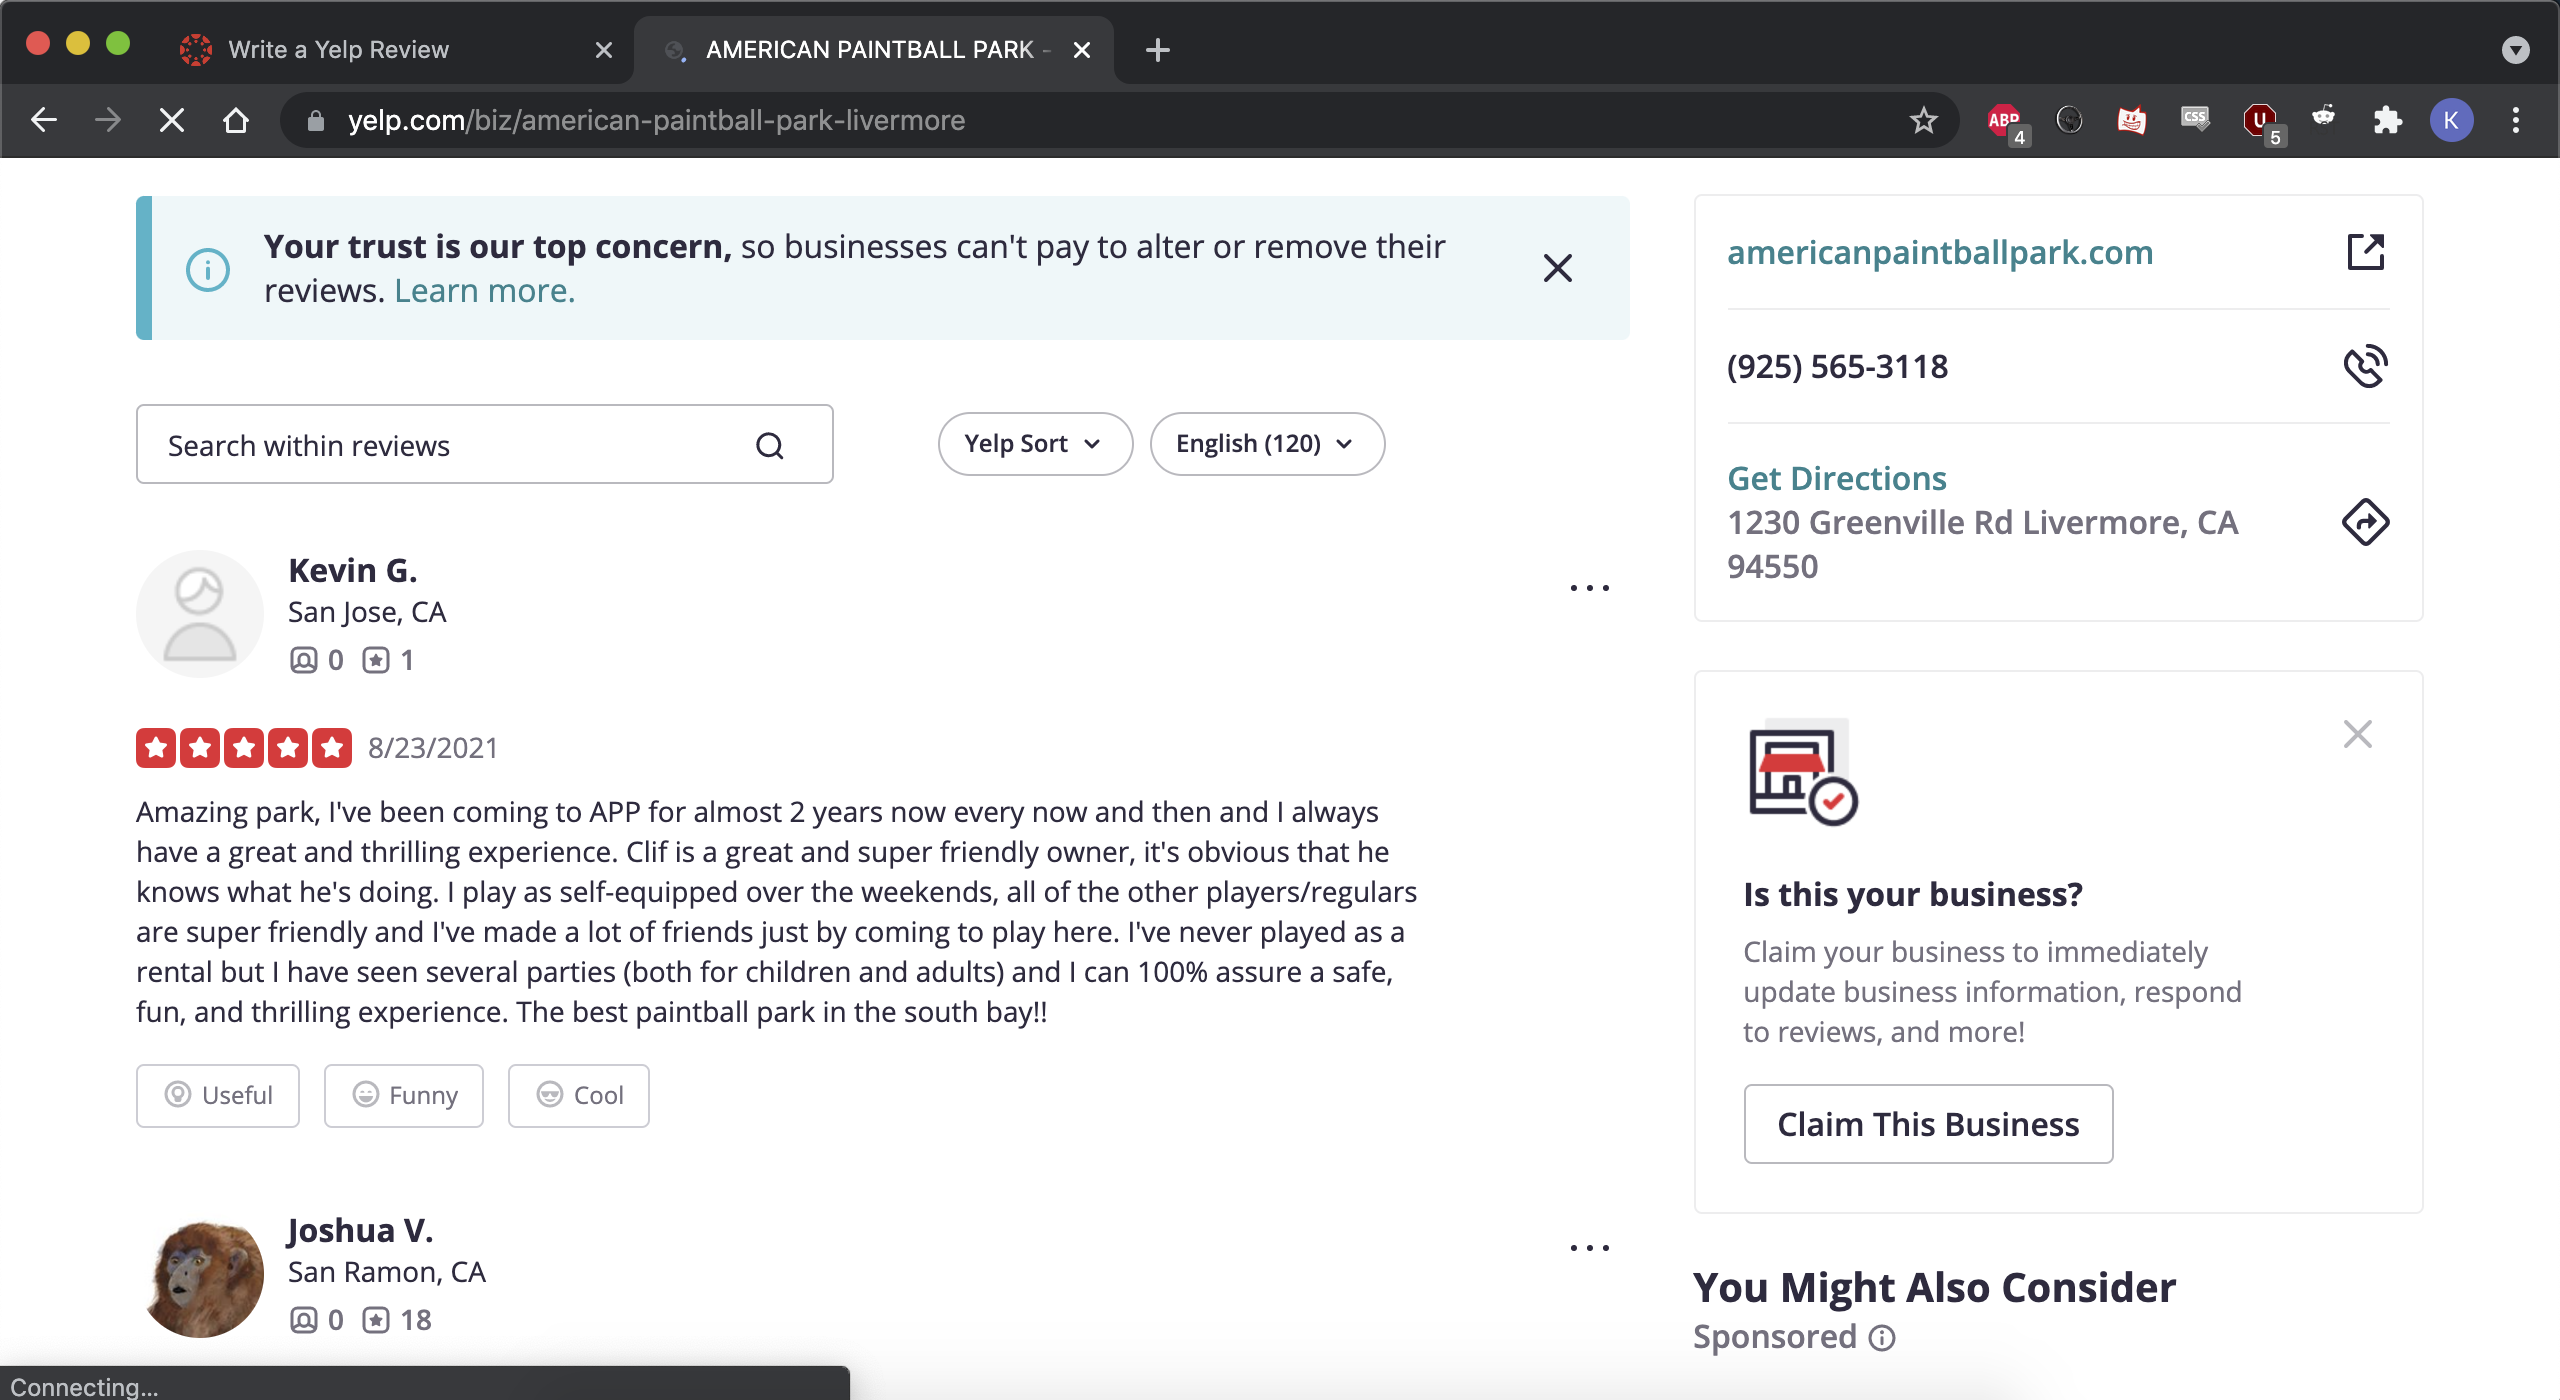 Write a Yelp Review
AMERICAN PAINTBALL PARK -
yelp.com/biz/american-paintball-park-livermore
ABP
4
CSS
U
5
K
Your trust is our top concern, so businesses can't pay to alter or remove their
reviews. Learn more.
Search within reviews
Yelp Sort
English (120)
Kevin G.
San Jose, CA
0 1
8/23/2021
Amazing park, I've been coming to APP for almost 2 years now every now and then and I always
have a great and thrilling experience. Clif is a great and super friendly owner, it's obvious that he
knows what he's doing. I play as self-equipped over the weekends, all of the other players/regulars
are super friendly and I've made a lot of friends just by coming to play here. I've never played as a
rental but I have seen several parties (both for children and adults) and I can 100% assure a safe,
fun, and thrilling experience. The best paintball park in the south bay!!
Useful
Funny
Cool
Joshua V.
San Ramon, CA
0 18
americanpaintballpark.com
(925) 565-3118
Get Directions
1230 Greenville Rd Livermore, CA
94550
Is this your business?
Claim your business to immediately
update business information, respond
to reviews, and more!
Claim This Business
You Might Also Consider
Sponsored
Connecting...